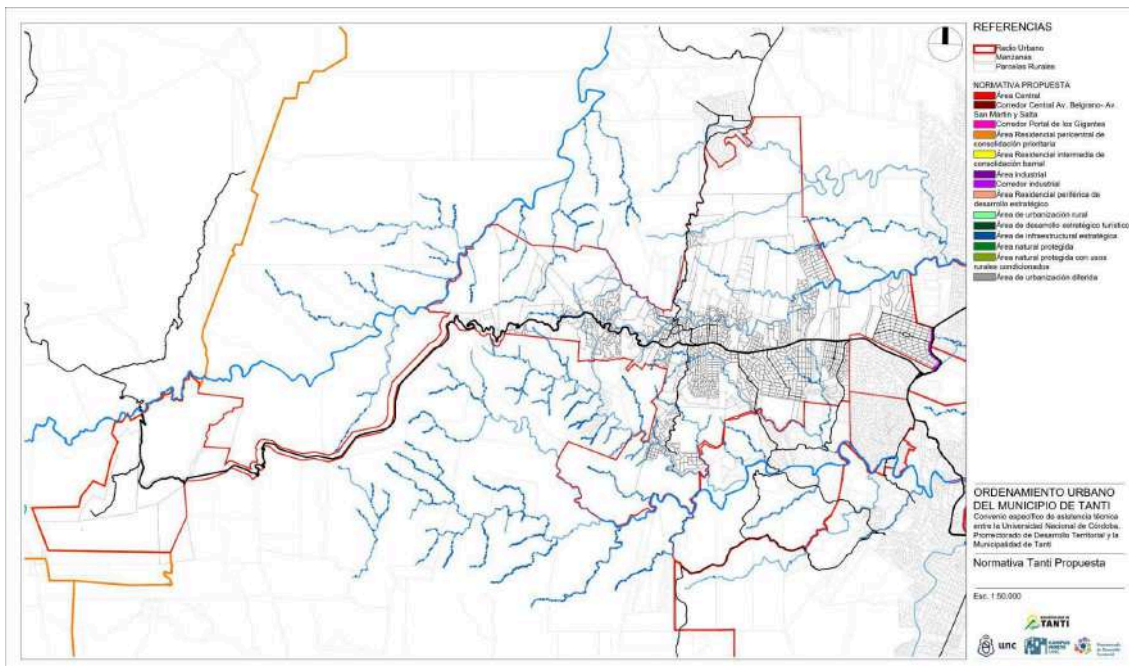 REFERENCIAS
Radio Urbano
Manzanas
Parcelas Rurales
NORMATIVA PROPUESTA
Área Central
Corredor Central Av. Belgrano- Av.
San Martin y Salta
Corredor Portal de los Gigantes
Área Residencial pericentral de
consolidación prioritaria
Área Residencial intermedia de
consolidación barrial
Área industrial
Corredor industrial
Área Residencial periférica de
desarrollo estratégico
Área de urbanización rural
Área de desarrollo estratégico turístico
Área de infraestructural estratégica
Área natural protegida
Área natural protegida con usos
rurales condicionados
Área de urbanización diferida
ORDENAMIENTO URBANO
DEL MUNICIPIO DE TANTI
Convenio específico de asistencia técnica
entre la Universidad Nacional de Córdoba,
Prorrectorado de Desarrollo Territorial y la
Municipalidad de Tanti
Normativa Tanti Propuesta
Esc. 1:50.000
TANTI
unc